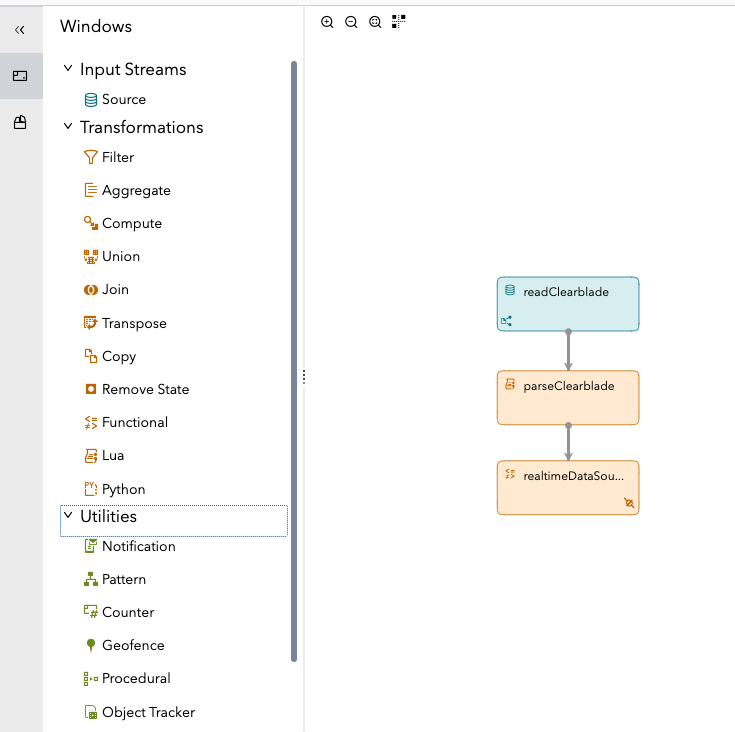 Windows
Input Streams
Source
Transformations
Filter
Aggregate
Compute
Union
Join
Transpose
Copy
Remove State
Functional
Lua
Python
Utilities
Notification
Pattern
Counter
Geofence
Procedural
Object Tracker
readClearblade
parseClearblade
realtimeDataSou...